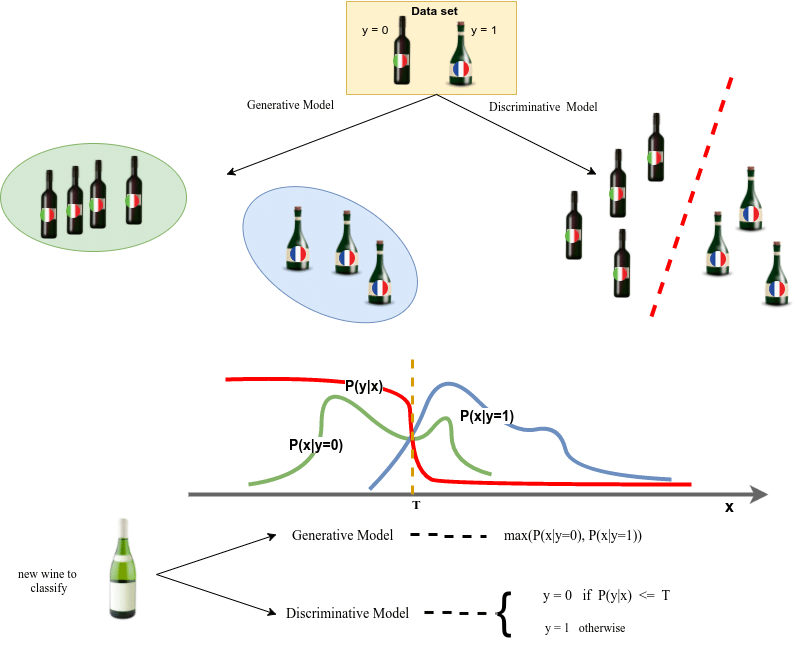 Data set
y = 0
y = 1
Generative Model
Discriminative Model
P(y|x)
P(x|y=1)
P(x|y=0)
T
x
Generative Model
max(P(x|y=0), P(x|y=1))
new wine to
classify
Discriminative Model
{
y = 0 if P(y|x) <= T
y = 1 otherwise